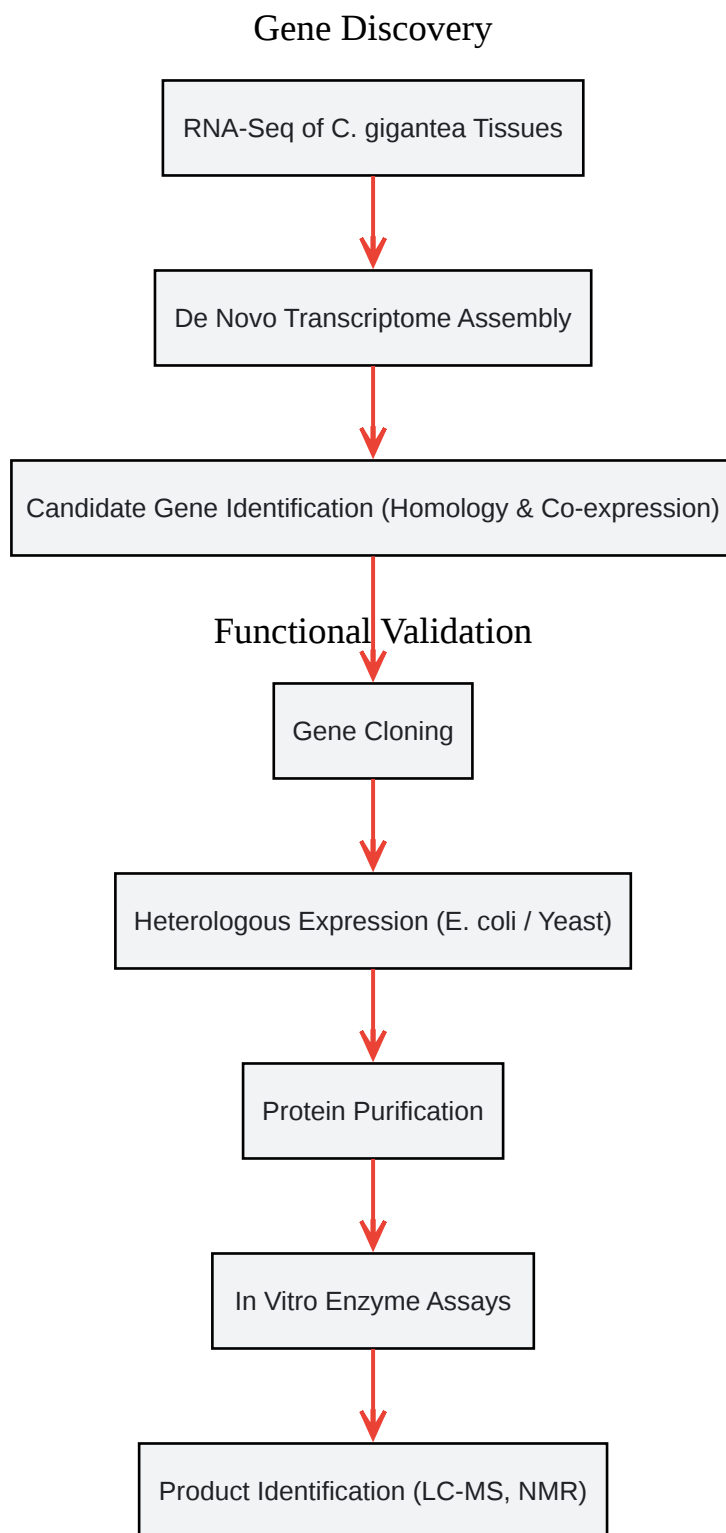 Gene Discovery
RNA-Seq of C. gigantea Tissues
De Novo Transcriptome Assembly
Candidate Gene Identification (Homology & Co-expression)
Functional Validation
Gene Cloning
Heterologous Expression (E. coli / Yeast)
Protein Purification
In Vitro Enzyme Assays
Product Identification (LC-MS, NMR)